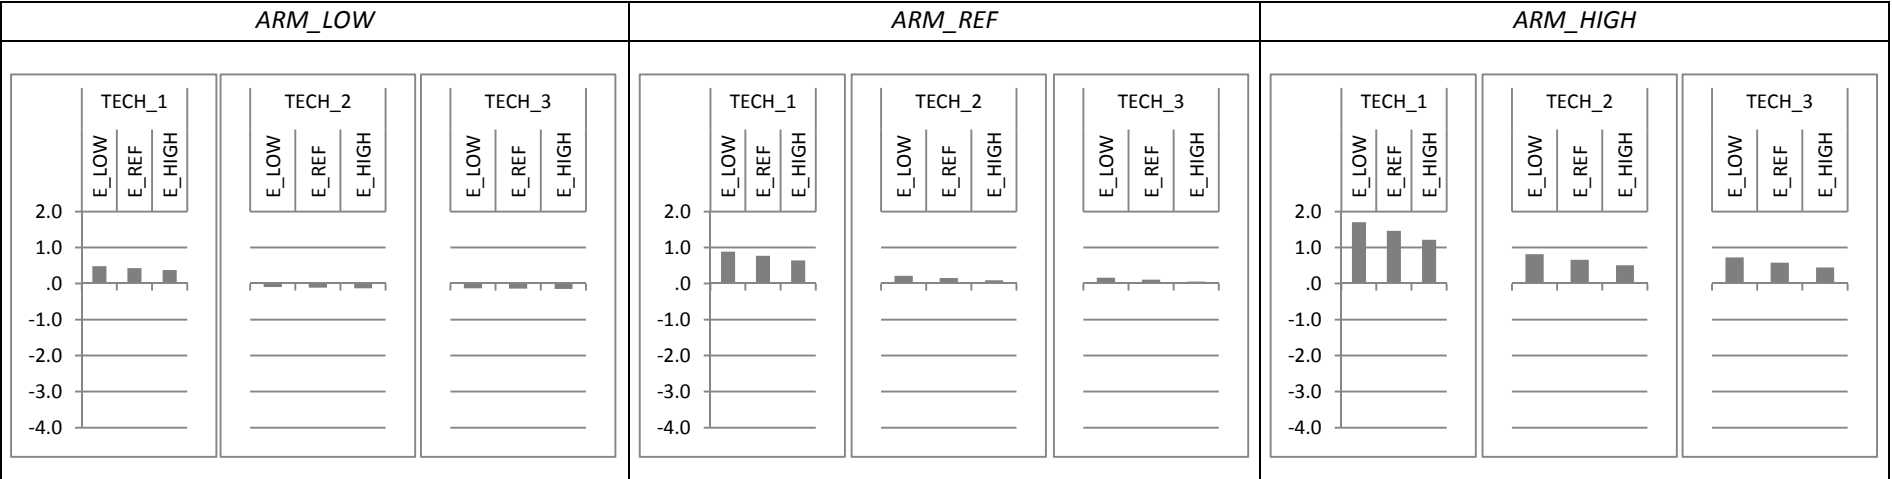 ARM_LOW ARM_REF ARM_HIGH
TECH_1 TECH_2 TECH_3 TECH_1 TECH_2 TECH_3 TECH_1 TECH_2 TECH_3
E_LOW E_REF E_HIGH E_LOW E_REF E_HIGH E_LOW E_REF E_HIGH E_LOW E_REF E_HIGH E_LOW E_REF E_HIGH E_LOW E_REF E_HIGH E_LOW E_REF E_HIGH E_LOW E_REF E_HIGH E_LOW E_REF E_HIGH
2.0 2.0 2.0
1.0 1.0 1.0
.0 .0 .0
-1.0 -1.0 -1.0
-2.0 -2.0 -2.0
-3.0 -3.0 -3.0
-4.0 -4.0 -4.0